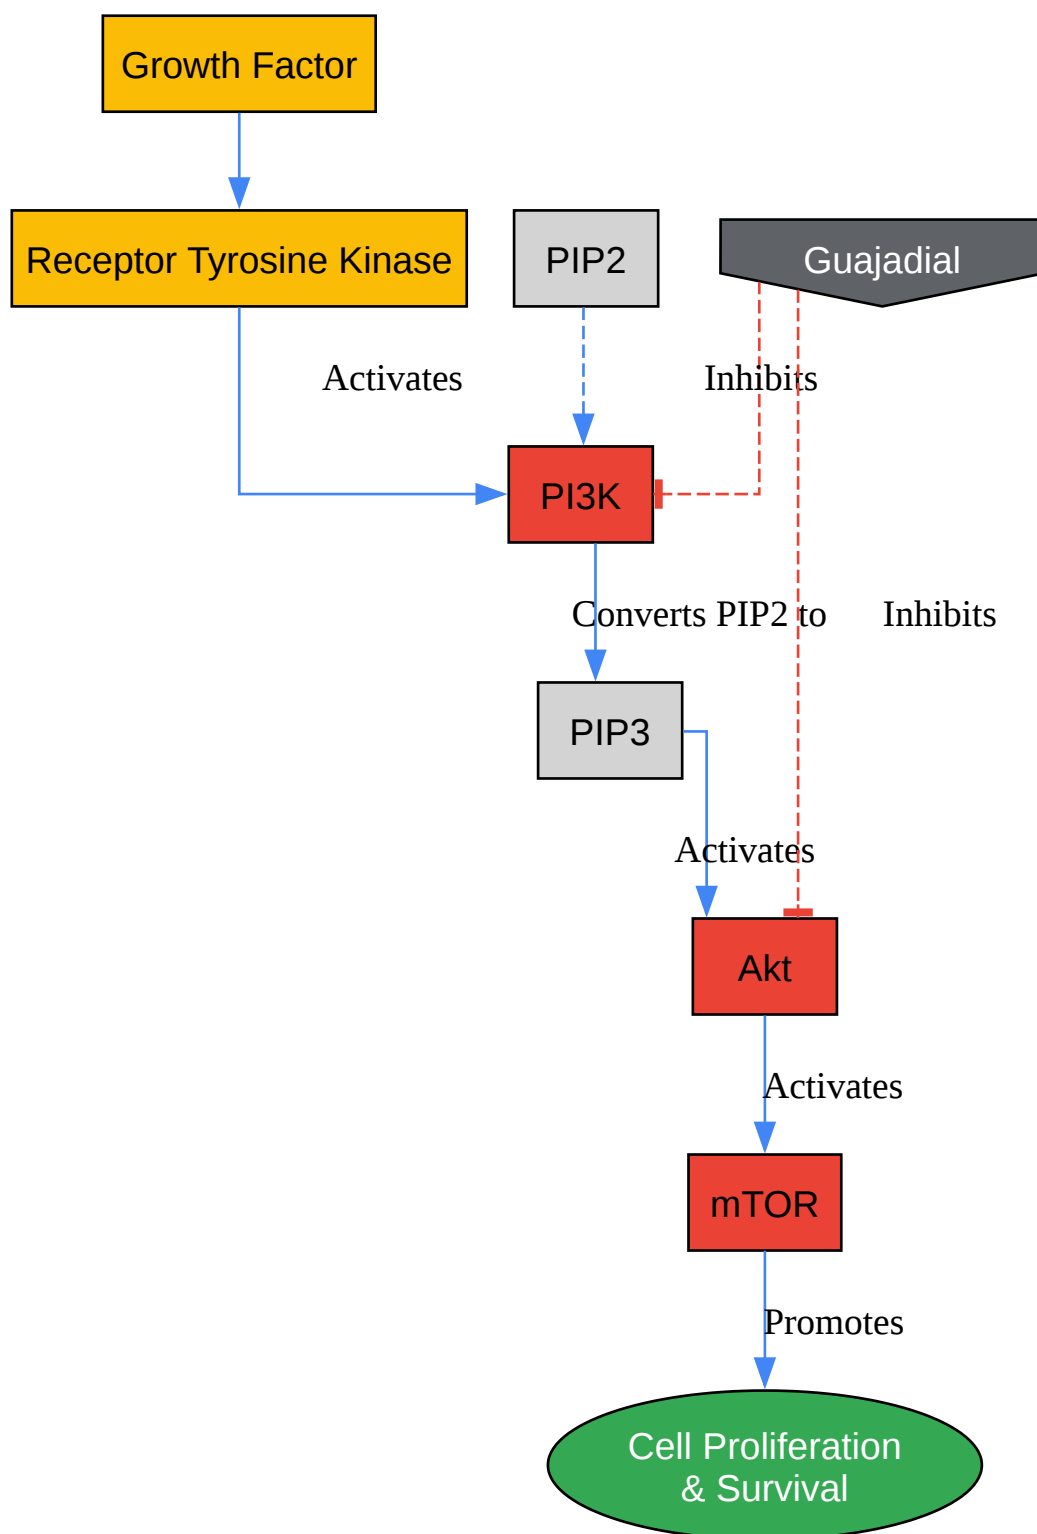 Growth Factor
Receptor Tyrosine Kinase
PIP2
Guajadial
Activates
Inhibits
PI3K
Converts PIP2 to
Inhibits
PIP3
Activates
Akt
Activates
mTOR
Promotes
Cell Proliferation
& Survival